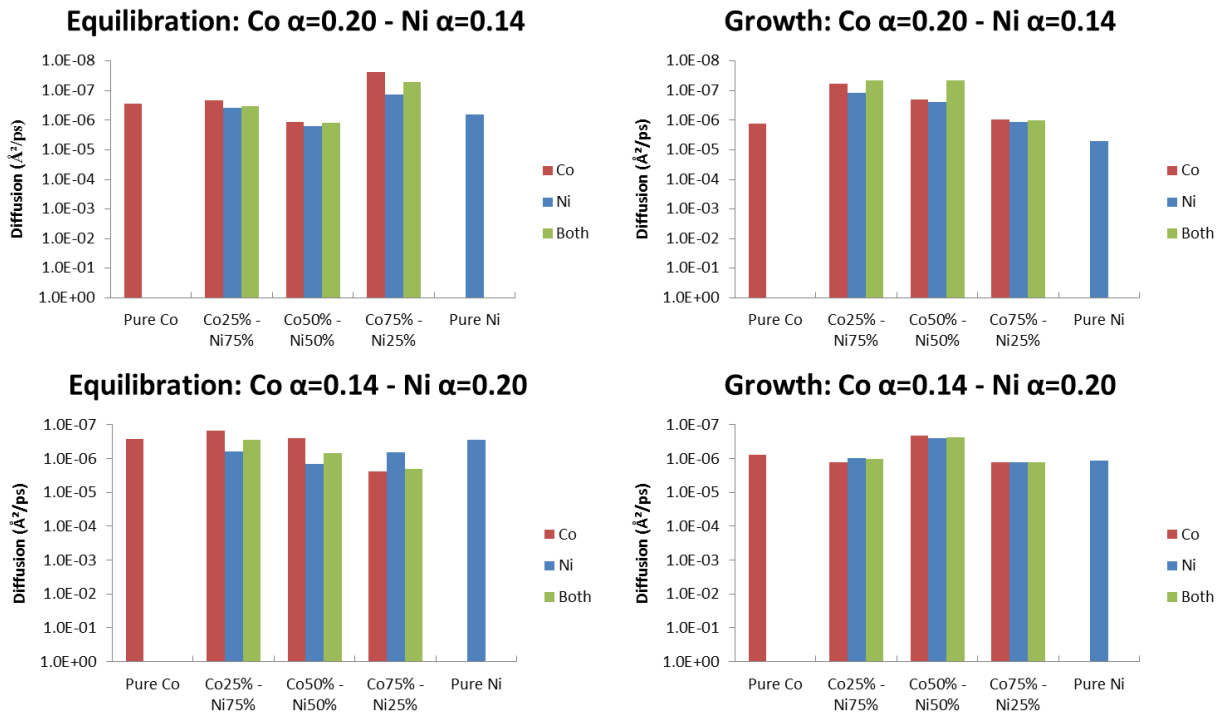 Equilibration: Co α=0.20 - Ni α=0.14
Diffusion (Å²/ps)
1.0E-08
1.0E-07
1.0E-06
1.0E-05
1.0E-04
1.0E-03
1.0E-02
1.0E-01
1.0E+00
Pure Co
Co25% -
Ni75%
Co50% -
Ni50%
Co75% -
Ni25%
Pure Ni
Co
Ni
Both
Growth: Co α=0.20 - Ni α=0.14
Diffusion (Å²/ps)
1.0E-08
1.0E-07
1.0E-06
1.0E-05
1.0E-04
1.0E-03
1.0E-02
1.0E-01
1.0E+00
Pure Co
Co25% -
Ni75%
Co50% -
Ni50%
Co75% -
Ni25%
Pure Ni
Co
Ni
Both
Equilibration: Co α=0.14 - Ni α=0.20
Diffusion (Å²/ps)
1.0E-07
1.0E-06
1.0E-05
1.0E-04
1.0E-03
1.0E-02
1.0E-01
1.0E+00
Pure Co
Co25% -
Ni75%
Co50% -
Ni50%
Co75% -
Ni25%
Pure Ni
Co
Ni
Both
Growth: Co α=0.14 - Ni α=0.20
Diffusion (Å²/ps)
1.0E-07
1.0E-06
1.0E-05
1.0E-04
1.0E-03
1.0E-02
1.0E-01
1.0E+00
Pure Co
Co25% -
Ni75%
Co50% -
Ni50%
Co75% -
Ni25%
Pure Ni
Co
Ni
Both